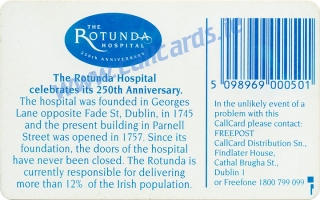 THE
ROTUNDA
HOSPITAL
250TH ANNIVERSARY
www.callcards.ie
The Rotunda Hospital
celebrates its 250th Anniversary.
The hospital was founded in Georges
Lane opposite Fade St, Dublin, in 1745
and the present building in Parnell
Street was opened in 1757. Since its
foundation, the doors of the hospital
have never been closed. The Rotunda is
currently responsible for delivering
more than 12% of the Irish population.
5 098969 000501
In the unlikely event of a
problem with this
CallCard please contact:
FREEPOST
CallCard Distribution Sn.,
Findlater House,
Cathal Brugha St.,
Dublin 1
or Freefone 1800 799 099